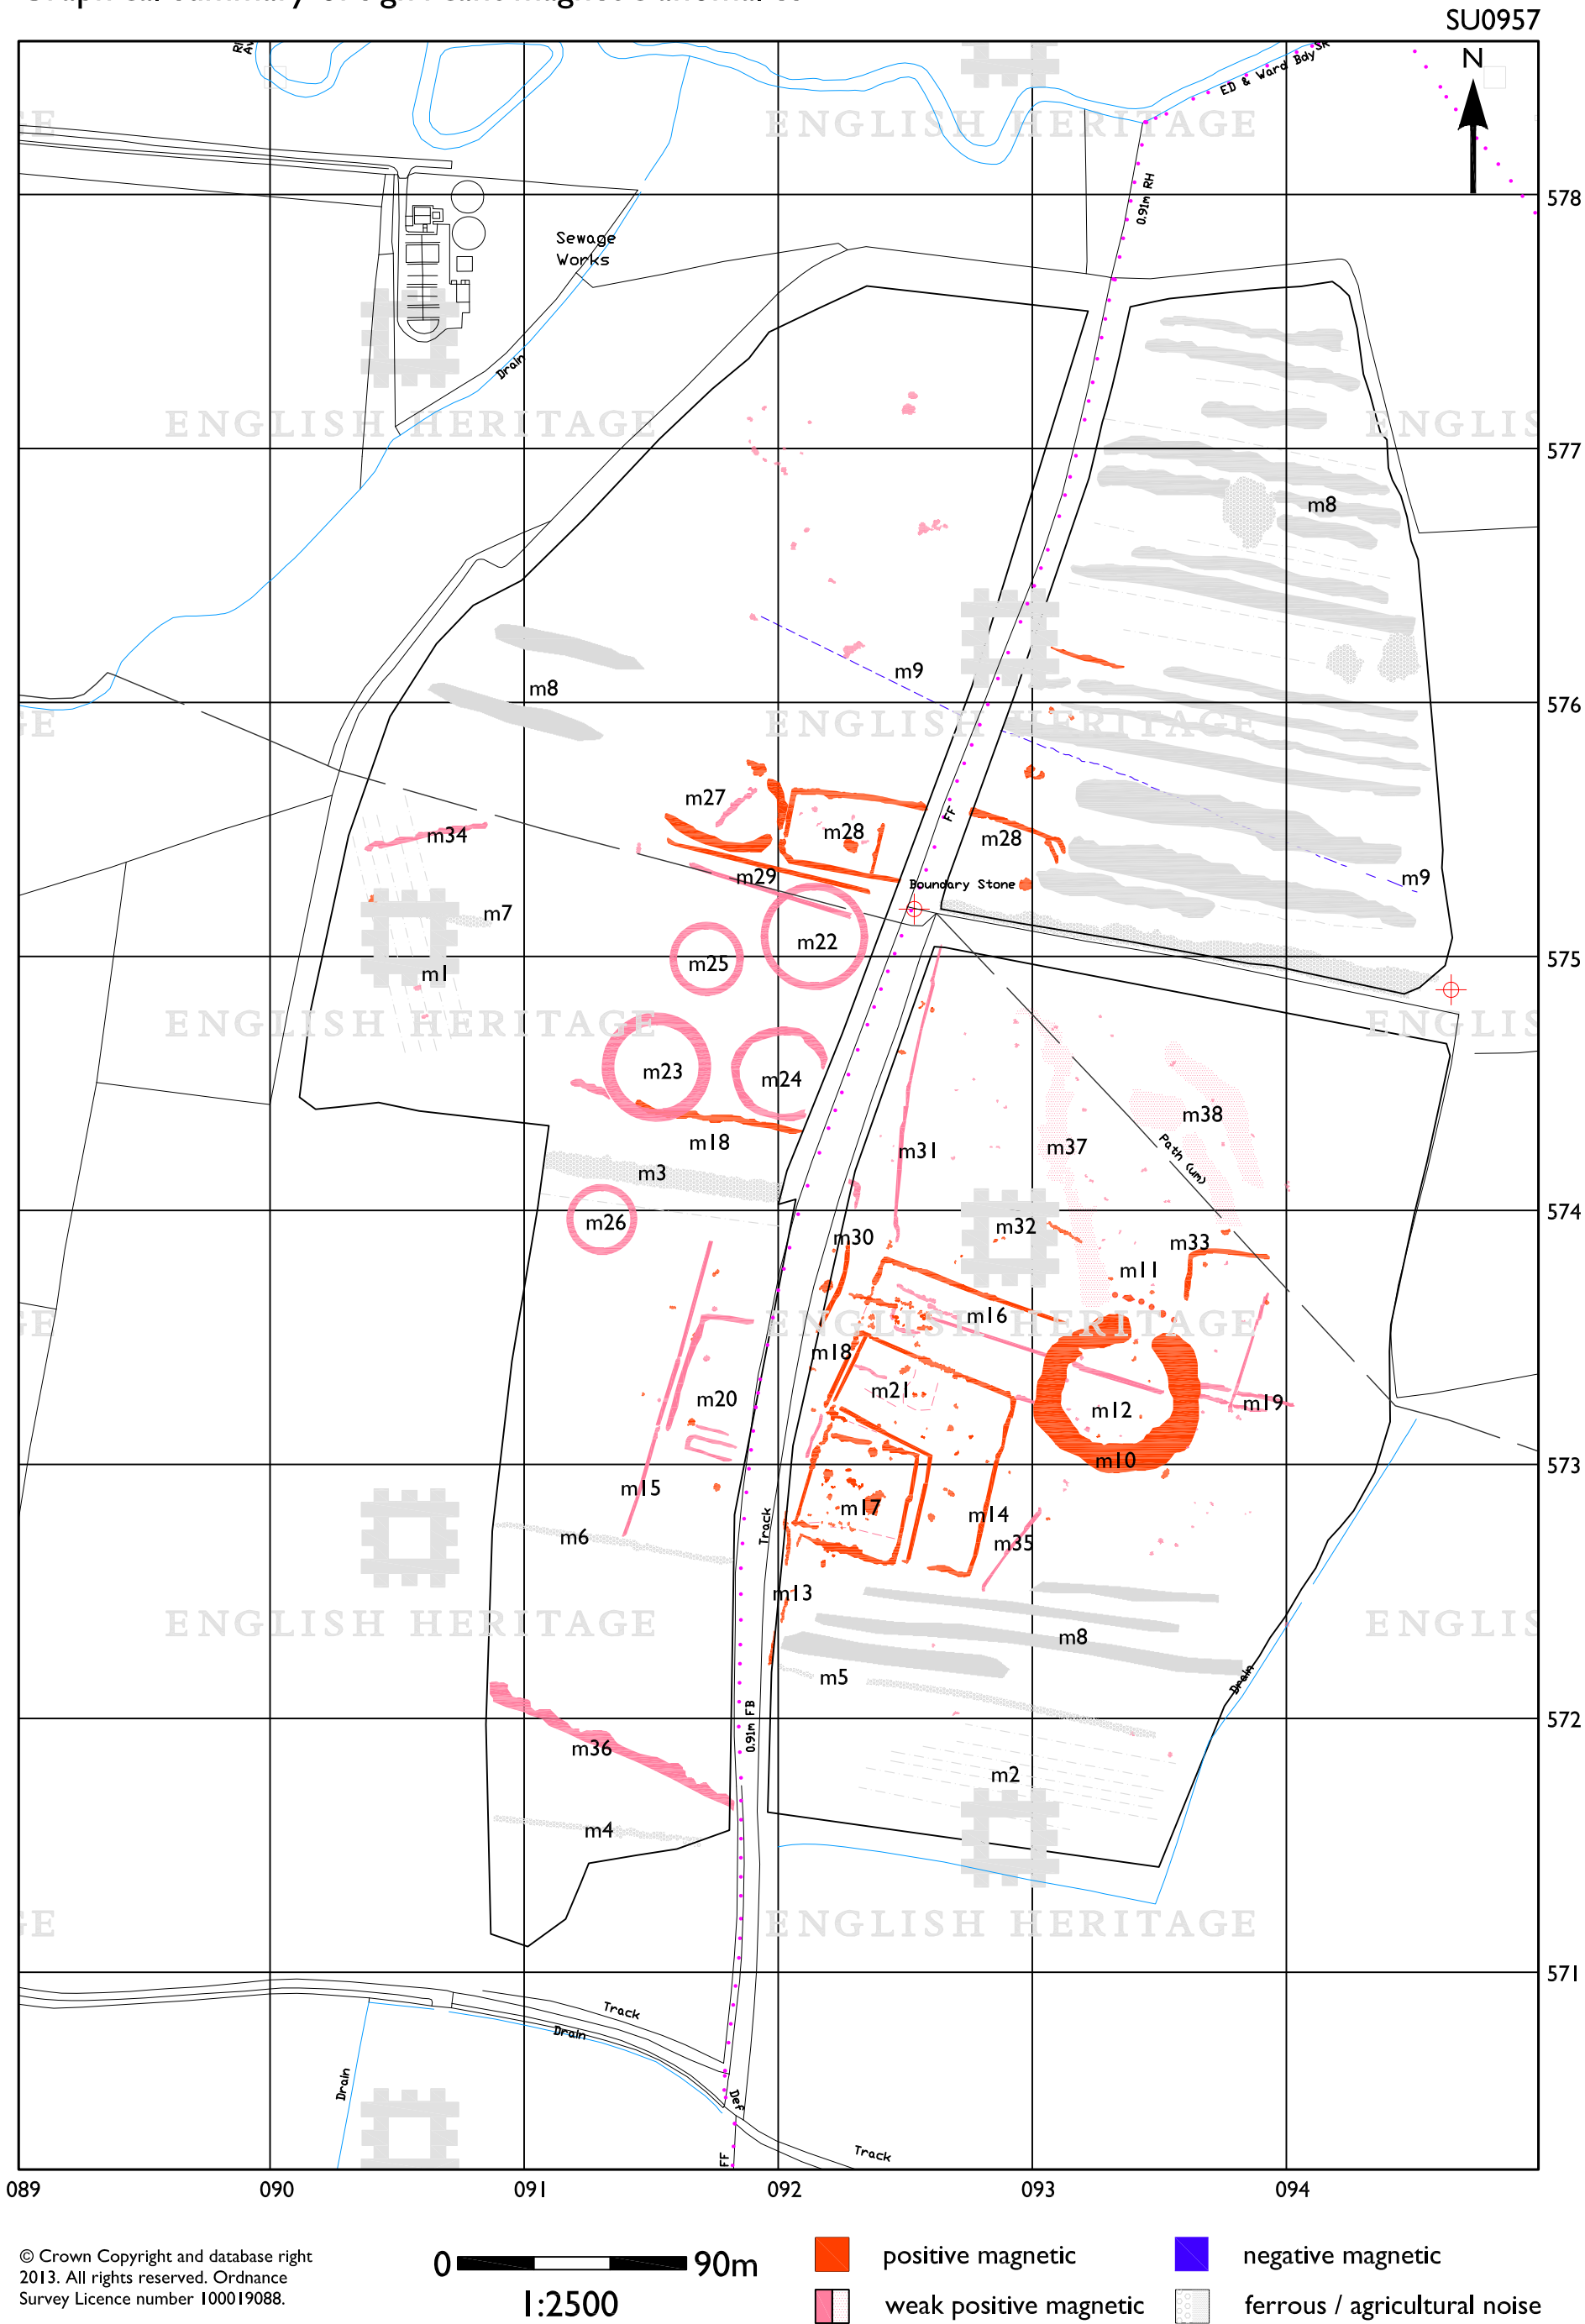 SU0957
N
ED & Ward Bdy
0.91m RH
578
Sewage
Works
Drain
577
m8
576
m9
m8
m27
m28
m28
FF
m34
m29
Boundary Stone
m9
m7
m22
m25
m1
575
m23
m24
m38
m18
m31
m37
Path (um)
m3
574
m26
m30
m32
m33
m11
m16
m18
m21
m20
m12
m19
m10
573
m15
m17
m14
m6
Track
m35
m13
m8
m5
Drain
572
0.91m FB
m36
m2
m4
571
Track
Drain
Drain
Def
Track
FF
089
090
091
092
093
094
© Crown Copyright and database right
2013. All rights reserved. Ordnance
Survey Licence number 100019088.
0
90m
1:2500
positive magnetic
negative magnetic
weak positive magnetic
ferrous / agricultural noise
ENGLISH HERITAGE
ENGLISH HERITAGE
ENGLISH HERITAGE
ENGLISH HERITAGE
ENGLISH HERITAGE
ENGLISH HERITAGE
ENGLISH HERITAGE